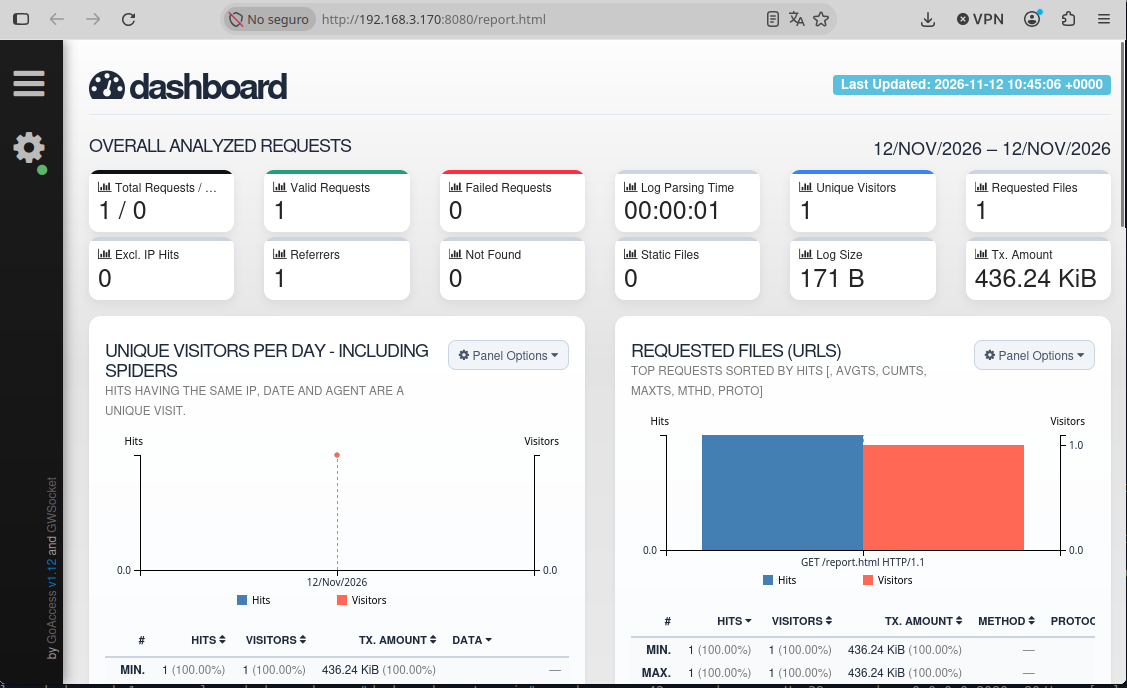 No seguro
http://192.168.3.170:8080/report.html
VPN
dashboard
Last Updated: 2026-11-12 10:45:06 +0000
OVERALL ANALYZED REQUESTS
12/NOV/2026 – 12/NOV/2026
Total Requests / ...
1 / 0
Valid Requests
1
Failed Requests
0
Log Parsing Time
00:00:01
Unique Visitors
1
Requested Files
1
Excl. IP Hits
0
Referrers
1
Not Found
0
Static Files
0
Log Size
171 B
Tx. Amount
436.24 KiB
UNIQUE VISITORS PER DAY - INCLUDING
SPIDERS
Panel Options
HITS HAVING THE SAME IP, DATE AND AGENT ARE A
UNIQUE VISIT.
Hits
Visitors
0.0
0.0
12/Nov/2026
Hits
Visitors
# HITS VISITORS TX. AMOUNT DATA
MIN. 1 (100.00%) 1 (100.00%) 436.24 KiB (100.00%) —
REQUESTED FILES (URLS)
Panel Options
TOP REQUESTS SORTED BY HITS [, AVGTS, CUMTS,
MAXTS, MTHD, PROTO]
Hits
Visitors
1.0
0.0
0.0
GET /report.html HTTP/1.1
Hits
Visitors
# HITS VISITORS TX. AMOUNT METHOD PROTOC
MIN. 1 (100.00%) 1 (100.00%) 436.24 KiB (100.00%) —
MAX. 1 (100.00%) 1 (100.00%) 436.24 KiB (100.00%) —
by GoAccess v1.12 and GWSocket